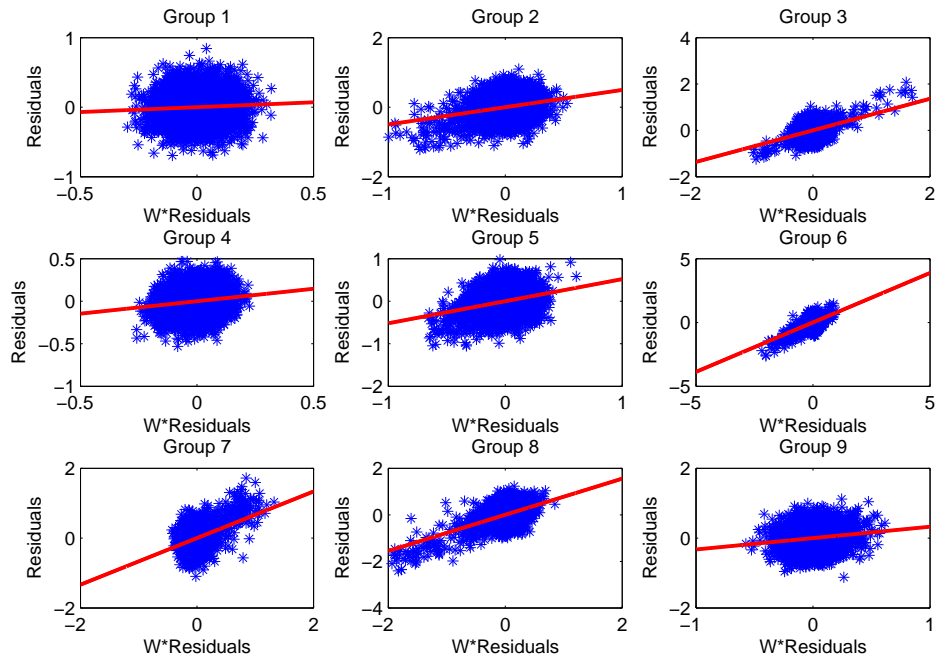 Group 1
Group 2
Group 3
1
0
−1
−0.5
0
0.5
Residuals
W*Residuals
2
0
−2
−1
0
1
Residuals
W*Residuals
4
2
0
−2
−2
0
2
Residuals
W*Residuals
Group 4
Group 5
Group 6
0.5
0
−0.5
−1
−0.5
0
0.5
Residuals
W*Residuals
1
0
−1
−2
−1
0
1
Residuals
W*Residuals
5
0
−5
−5
0
5
Residuals
W*Residuals
Group 7
Group 8
Group 9
2
0
−2
−2
0
2
Residuals
W*Residuals
2
0
−2
−4
−2
0
2
Residuals
W*Residuals
2
0
−2
−1
0
1
Residuals
W*Residuals